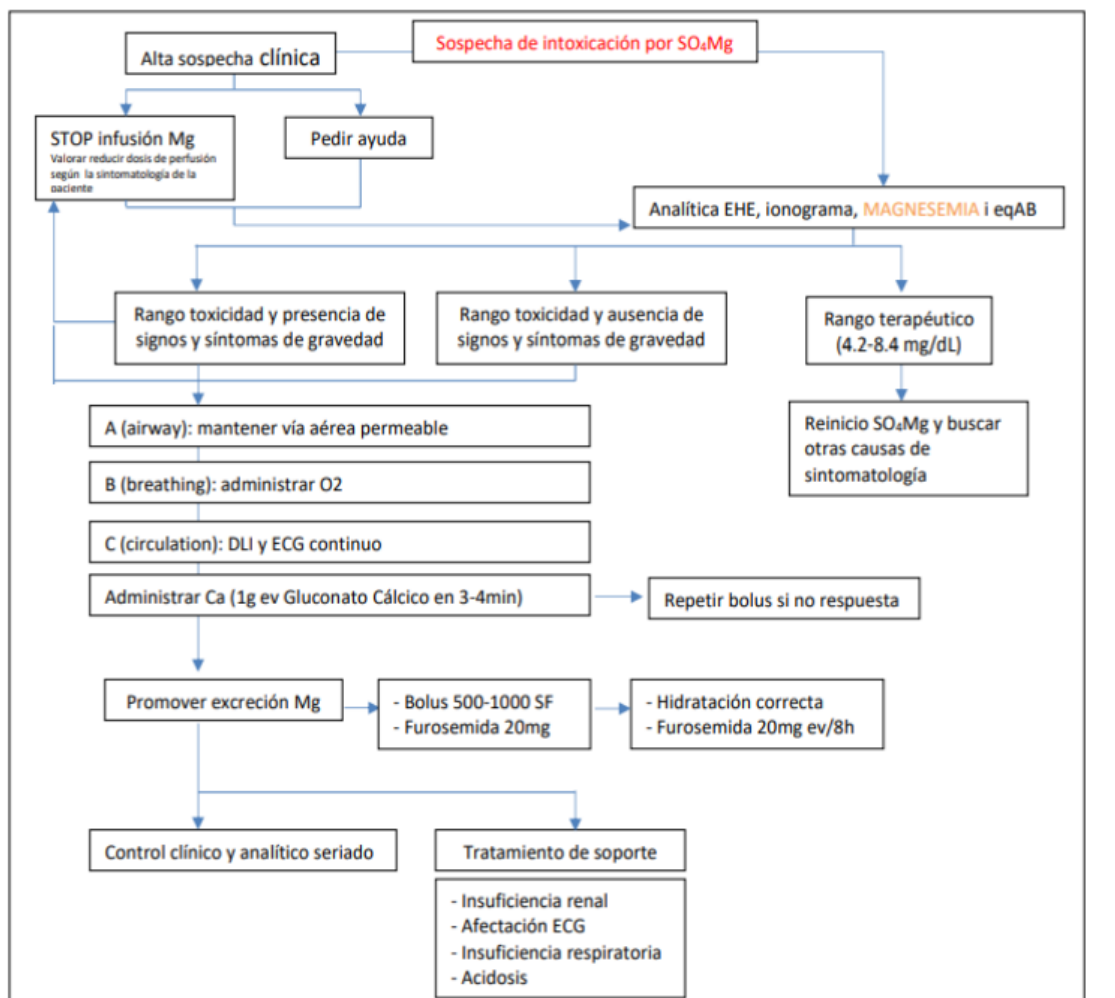 Sospecha de intoxicación por SO₄Mg
Alta sospecha clínica
STOP infusión Mg
Valorar reducir dosis de perfusión
según la sintomatología de la
paciente
Pedir ayuda
Analítica EHE, ionograma, MAGNESEMIA i eqAB
Rango toxicidad y presencia de
signos y síntomas de gravedad
Rango toxicidad y ausencia de
signos y síntomas de gravedad
Rango terapéutico
(4.2-8.4 mg/dL)
Reinicio SO₄Mg y buscar
otras causas de
sintomatología
A (airway): mantener vía aérea permeable
B (breathing): administrar O2
C (circulation): DLI y ECG continuo
Administrar Ca (1g ev Gluconato Cálcico en 3-4min)
Repetir bolus si no respuesta
Promover excreción Mg
- Bolus 500-1000 SF
- Furosemida 20mg
- Hidratación correcta
- Furosemida 20mg ev/8h
Control clínico y analítico seriado
Tratamiento de soporte
- Insuficiencia renal
- Afectación ECG
- Insuficiencia respiratoria
- Acidosis